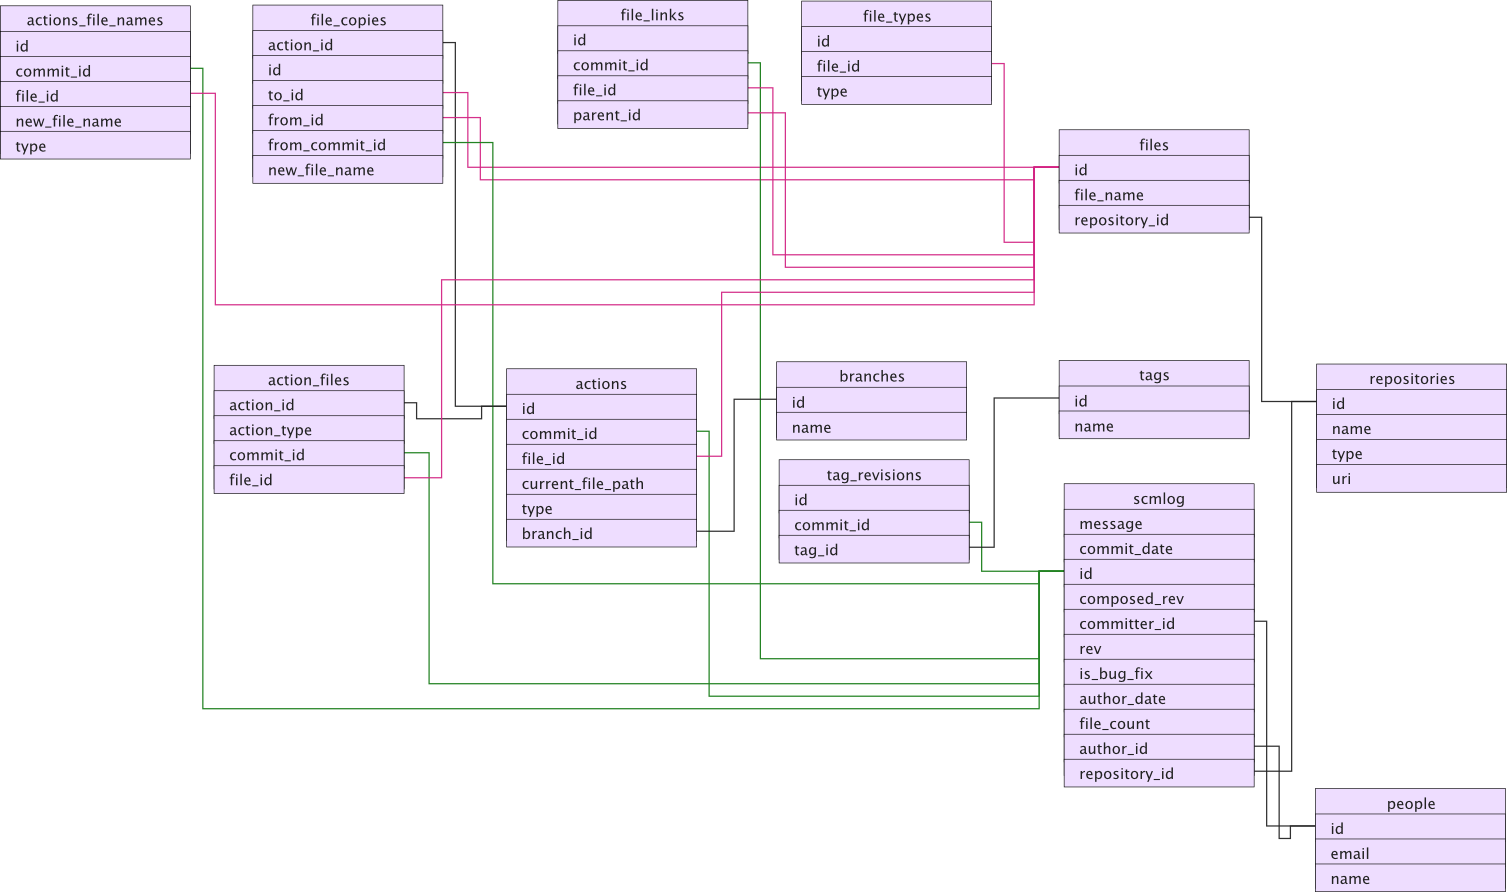 actions_file_names
id
commit_id
file_id
new_file_name
type
file_copies
action_id
id
to_id
from_id
from_commit_id
new_file_name
file_links
id
commit_id
file_id
parent_id
file_types
id
file_id
type
files
id
file_name
repository_id
action_files
action_id
action_type
commit_id
file_id
actions
id
commit_id
file_id
current_file_path
type
branch_id
branches
id
name
tag_revisions
id
commit_id
tag_id
tags
id
name
repositories
id
name
type
uri
scmlog
message
commit_date
id
composed_rev
committer_id
rev
is_bug_fix
author_date
file_count
author_id
repository_id
people
id
email
name